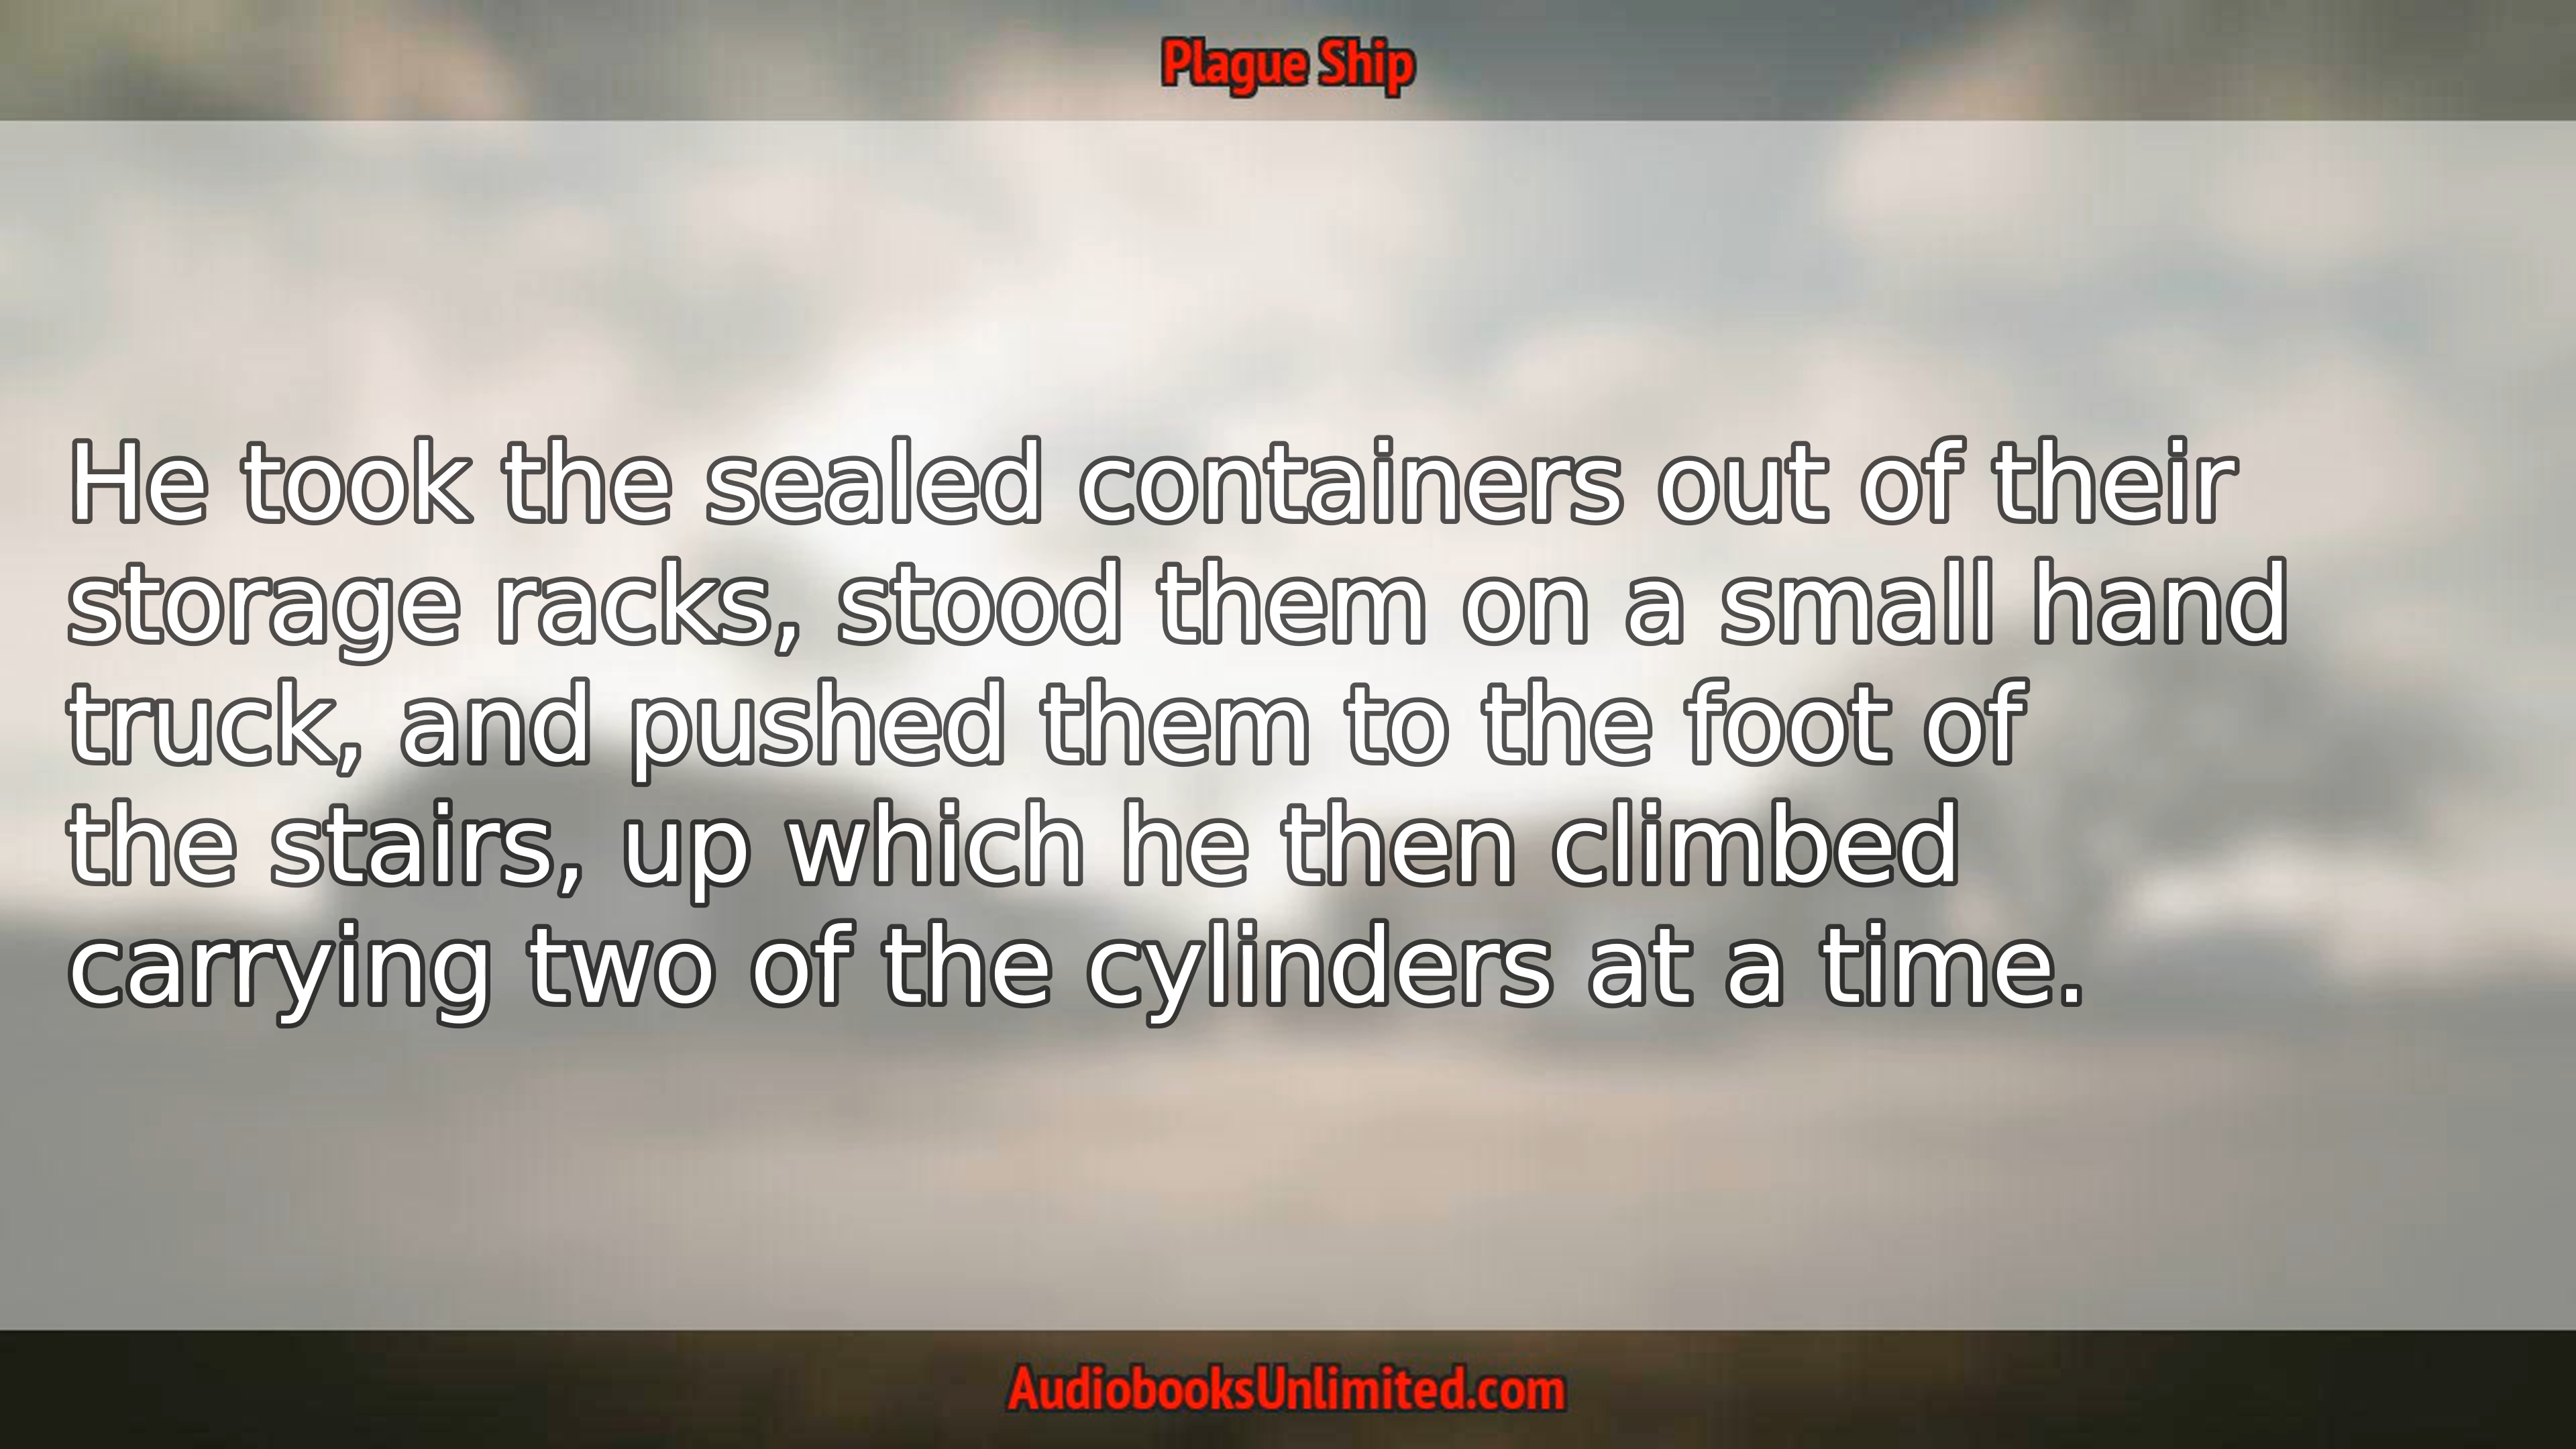 Plague Ship
He took the sealed containers out of their
storage racks, stood them on a small hand
truck, and pushed them to the foot of
the stairs, up which he then climbed
carrying two of the cylinders at a time.
AudiobooksUnlimited.com